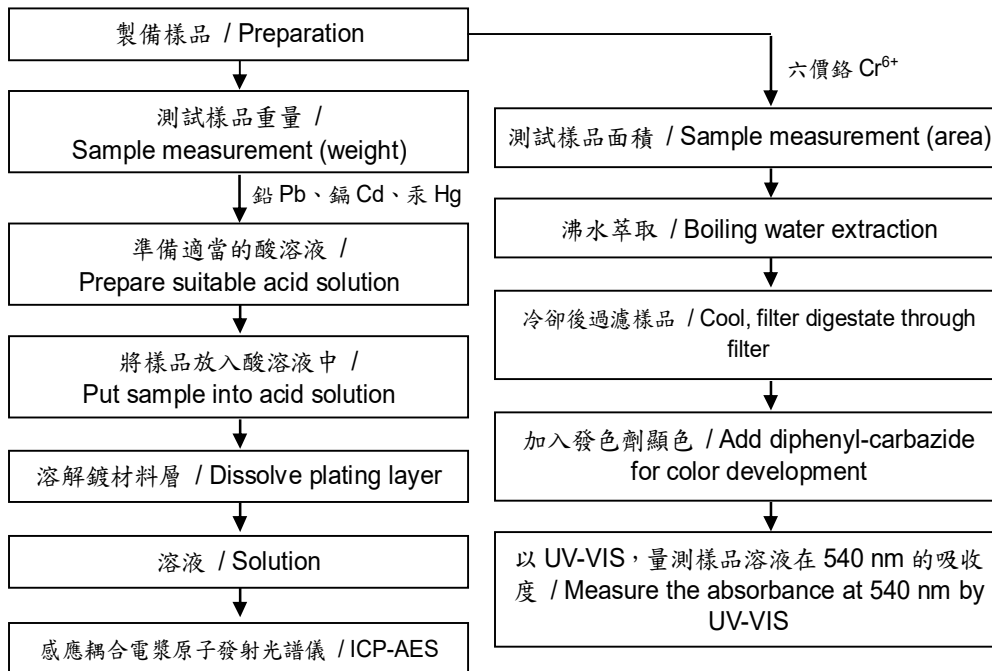 製備樣品 / Preparation
測試樣品重量 /
Sample measurement (weight)
鉛 Pb、鎘 Cd、汞 Hg
準備適當的酸溶液 /
Prepare suitable acid solution
將樣品放入酸溶液中 /
Put sample into acid solution
溶解鍍材料層 / Dissolve plating layer
溶液 / Solution
感應耦合電漿原子發射光譜儀 / ICP-AES
六價鉻 Cr⁶⁺
測試樣品面積 / Sample measurement (area)
沸水萃取 / Boiling water extraction
冷卻後過濾樣品 / Cool, filter digestate through
filter
加入發色劑顯色 / Add diphenyl-carbazide
for color development
以 UV-VIS,量測樣品溶液在 540 nm 的吸收
度 / Measure the absorbance at 540 nm by
UV-VIS